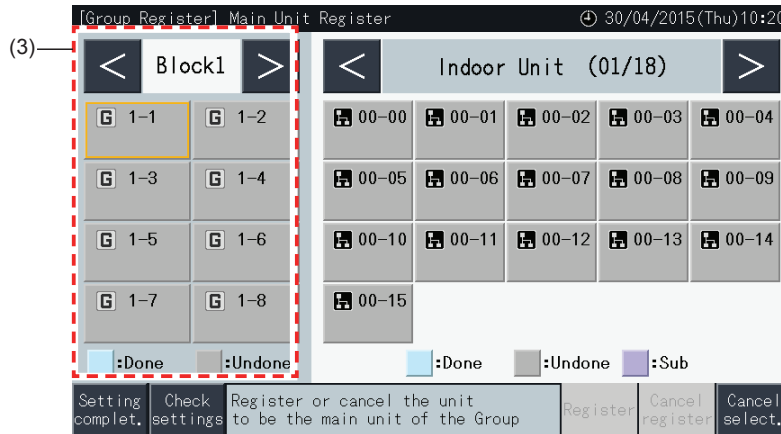 [Group Register] Main Unit Register 30/04/2015(Thu)10:20
(3)
< Block1 > < Indoor Unit (01/18) >
G 1-1 G 1-2 00-00 00-01 00-02 00-03 00-04
G 1-3 G 1-4 00-05 00-06 00-07 00-08 00-09
G 1-5 G 1-6 00-10 00-11 00-12 00-13 00-14
G 1-7 G 1-8 00-15
:Done :Undone :Done :Undone :Sub
Setting complet.
Check settings
Register or cancel the unit
to be the main unit of the Group
Register
Cancel register
Cancel select.